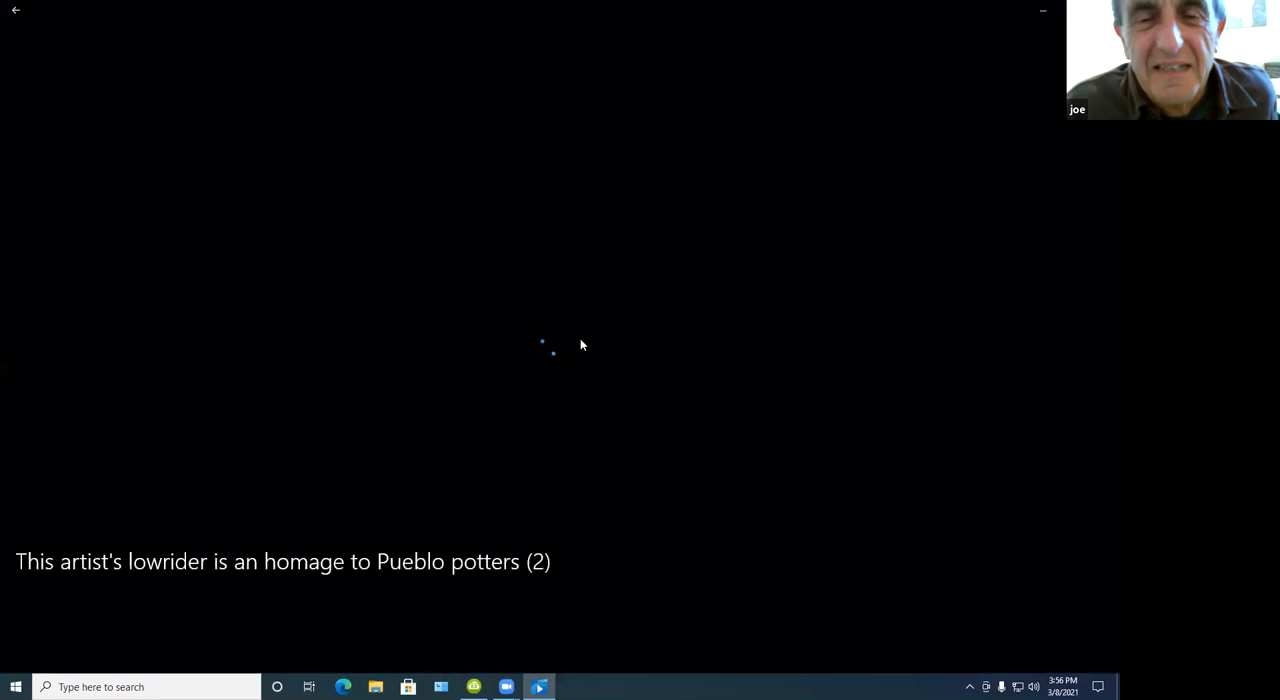 joe
This artist's lowrider is an homage to Pueblo potters (2)
Type here to search
3:56 PM
3/8/2021